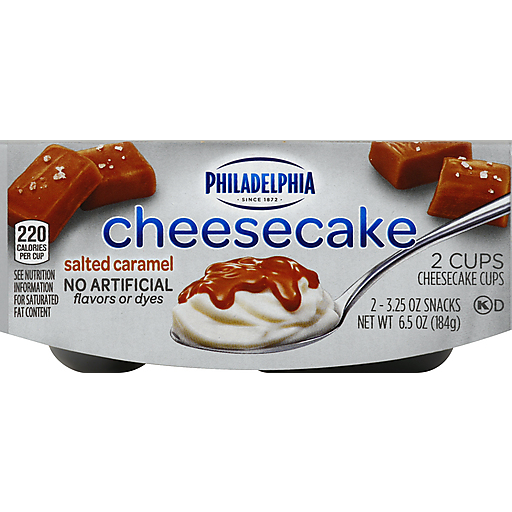 PHILADELPHIA
• SINCE 1872 •
cheesecake
220
CALORIES
PER CUP
SEE NUTRITION
INFORMATION
FOR SATURATED
FAT CONTENT
salted caramel
NO ARTIFICIAL
flavors or dyes
2 CUPS
CHEESECAKE CUPS
2 - 3.25 OZ SNACKS
NET WT 6.5 OZ (184g)
K D